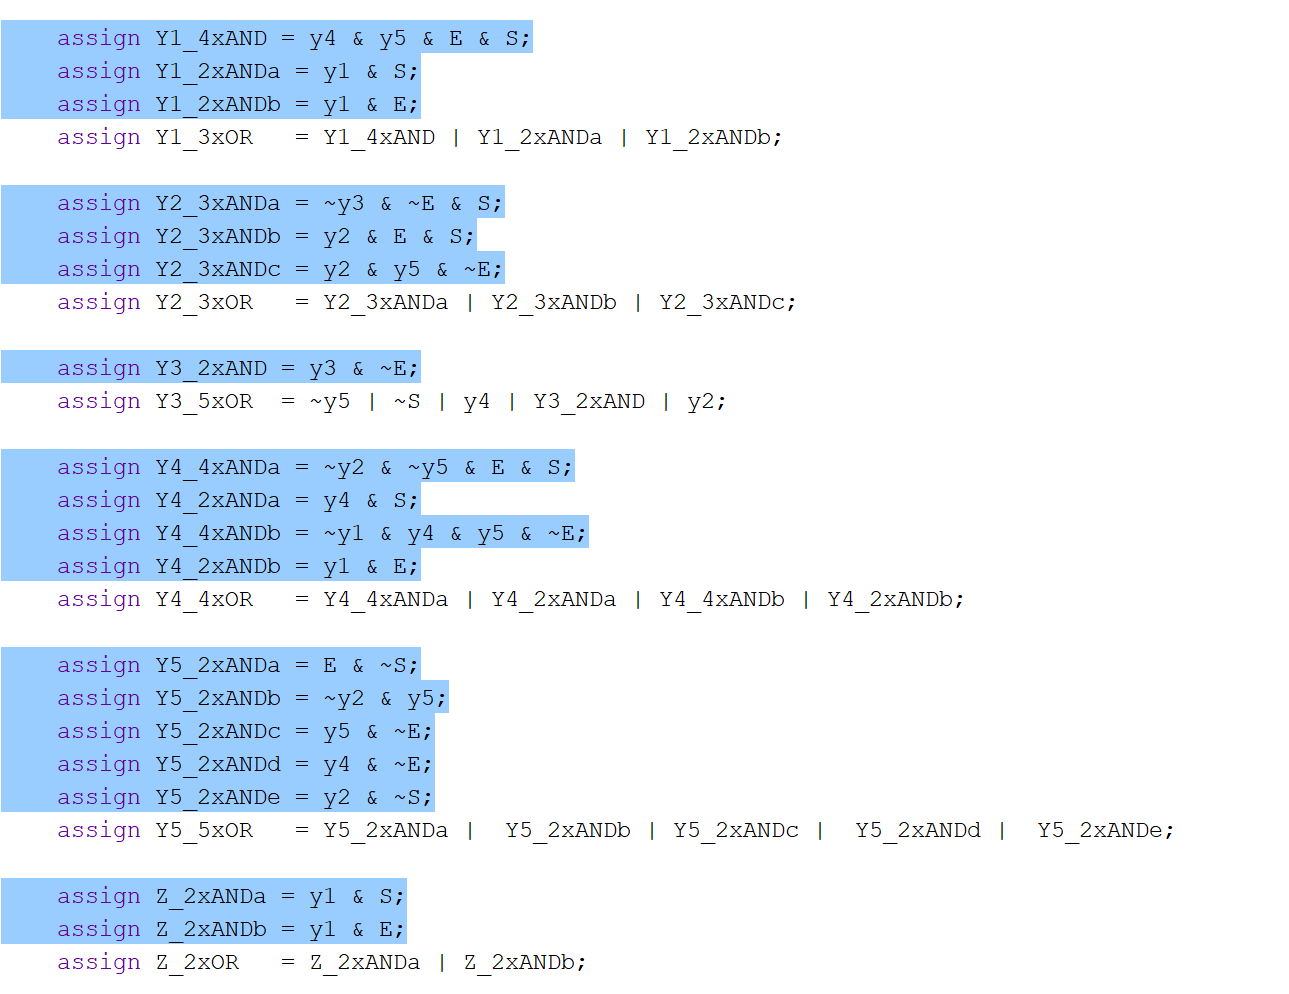 assign Y1_4xAND = y4 & y5 & E & S;
assign Y1_2xANDa = y1 & S;
assign Y1_2xANDb = y1 & E;
assign Y1_3xOR   = Y1_4xAND | Y1_2xANDa | Y1_2xANDb;
assign Y2_3xANDa = ~y3 & ~E & S;
assign Y2_3xANDb = y2 & E & S;
assign Y2_3xANDc = y2 & y5 & ~E;
assign Y2_3xOR   = Y2_3xANDa | Y2_3xANDb | Y2_3xANDc;
assign Y3_2xAND = y3 & ~E;
assign Y3_5xOR  = ~y5 | ~S | y4 | Y3_2xAND | y2;
assign Y4_4xANDa = ~y2 & ~y5 & E & S;
assign Y4_2xANDa = y4 & S;
assign Y4_4xANDb = ~y1 & y4 & y5 & ~E;
assign Y4_2xANDb = y1 & E;
assign Y4_4xOR   = Y4_4xANDa | Y4_2xANDa | Y4_4xANDb | Y4_2xANDb;
assign Y5_2xANDa = E & ~S;
assign Y5_2xANDb = ~y2 & y5;
assign Y5_2xANDc = y5 & ~E;
assign Y5_2xANDd = y4 & ~E;
assign Y5_2xANDe = y2 & ~S;
assign Y5_5xOR   = Y5_2xANDa |  Y5_2xANDb | Y5_2xANDc |  Y5_2xANDd |  Y5_2xANDe;
assign Z_2xANDa = y1 & S;
assign Z_2xANDb = y1 & E;
assign Z_2xOR   = Z_2xANDa | Z_2xANDb;